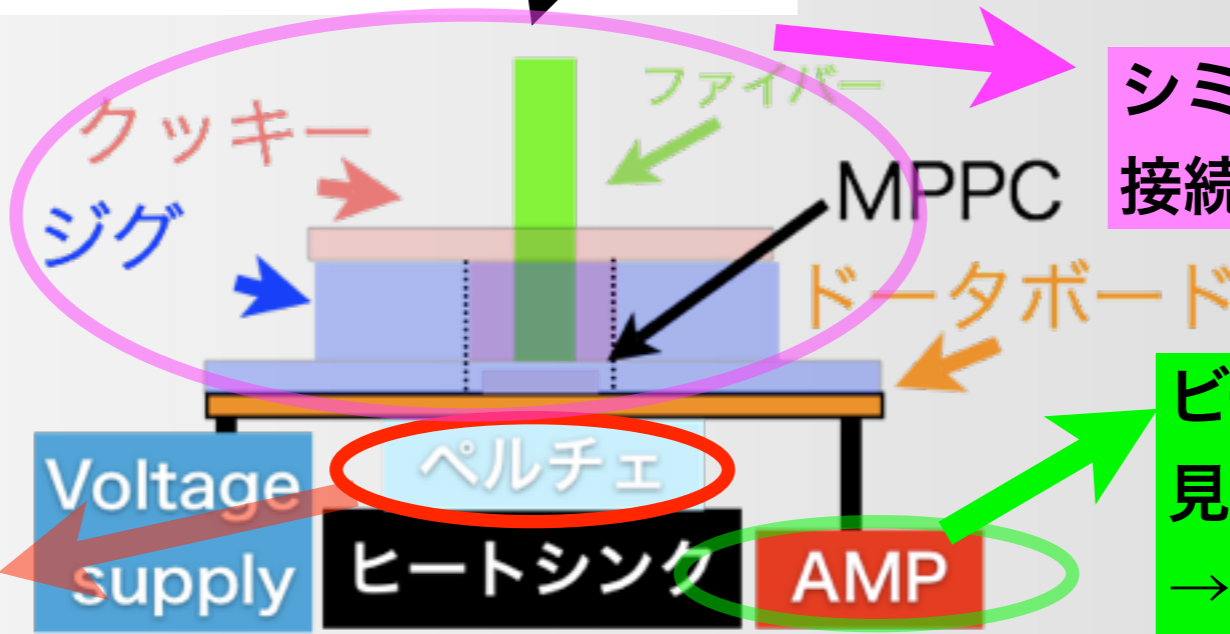 ファイバー
クッキー
シミ
MPPC
接続
ジグ
ドータボード
ビ
ペルチェ
Voltage
supply
見
ヒートシンク
AMP
→